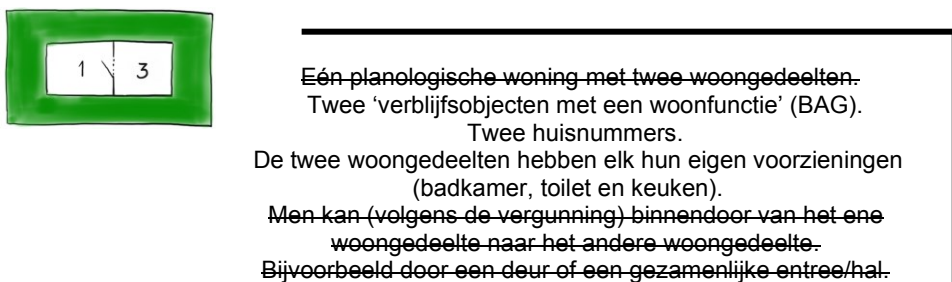 1 3
Eén planologische woning met twee woongedeelten.
Twee ‘verblijfsobjecten met een woonfunctie’ (BAG).
Twee huisnummers.
De twee woongedeelten hebben elk hun eigen voorzieningen
(badkamer, toilet en keuken).
Men kan (volgens de vergunning) binnendoor van het ene
woongedeelte naar het andere woongedeelte.
Bijvoorbeeld door een deur of een gezamenlijke entree/hal.